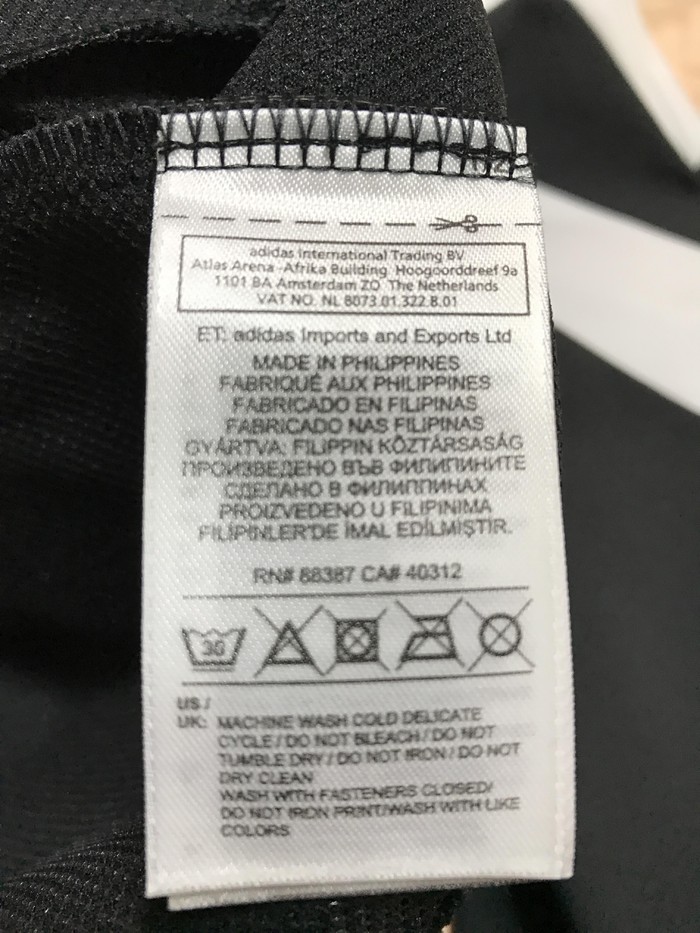 adidas International Trading BV
Atlas Arena -Afrika Building Hoogoorddreef 9a
1101 BA Amsterdam ZO The Netherlands
VAT NO. NL 8073.01.322.B.01
ET: adidas Imports and Exports Ltd
MADE IN PHILIPPINES
FABRIQUÉ AUX PHILIPPINES
FABRICADO EN FILIPINAS
FABRICADO NAS FILIPINAS
GYÁRTVA: FILIPPIN KÖZTÁRSASÁG
ПРОИЗВЕДЕНО ВЪВ ФИЛИПИНИТЕ
СДЕЛАНО В ФИЛИППИНАХ
PROIZVEDENO U FILIPINIMA
FİLİPİNLER'DE İMAL EDİLMİŞTİR.
RN# 88387 CA# 40312
30
US /
UK: MACHINE WASH COLD DELICATE
CYCLE / DO NOT BLEACH / DO NOT
TUMBLE DRY / DO NOT IRON / DO NOT
DRY CLEAN
WASH WITH FASTENERS CLOSED/
DO NOT IRON PRINT/WASH WITH LIKE
COLORS